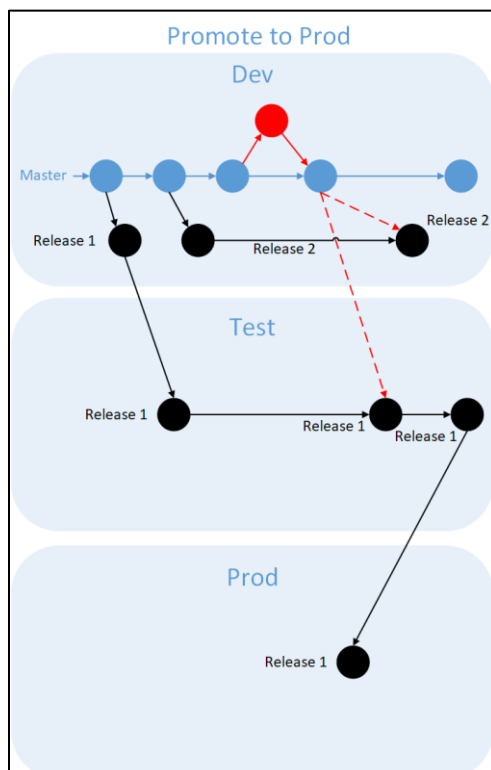 Promote to Prod
Dev
Master
Release 1
Release 2
Release 2
Test
Release 1
Release 1
Release 1
Prod
Release 1